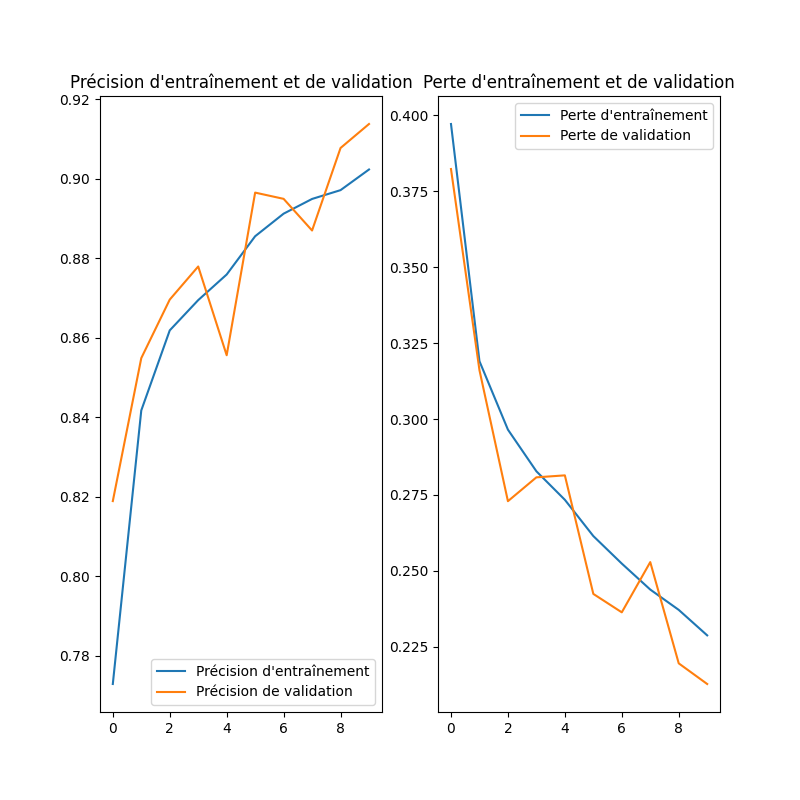 Précision d'entraînement et de validation
0.92
0.90
0.88
0.86
0.84
0.82
0.80
0.78
0 2 4 6 8
Précision d'entraînement
Précision de validation
Perte d'entraînement et de validation
0.400
0.375
0.350
0.325
0.300
0.275
0.250
0.225
0 2 4 6 8
Perte d'entraînement
Perte de validation